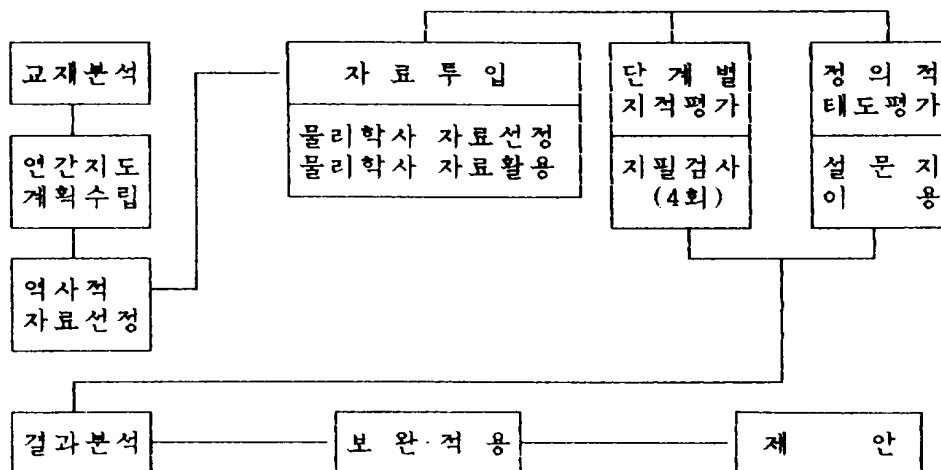 교재분석
연간지도
계획수립
역사적
자료선정
자 료 투 입
물리학사 자료선정
물리학사 자료활용
단 계 별
지적평가
지필검사
(4회)
정 의 적
태도평가
설 문 지
이 용
결과분석
보 완·적 용
제 안